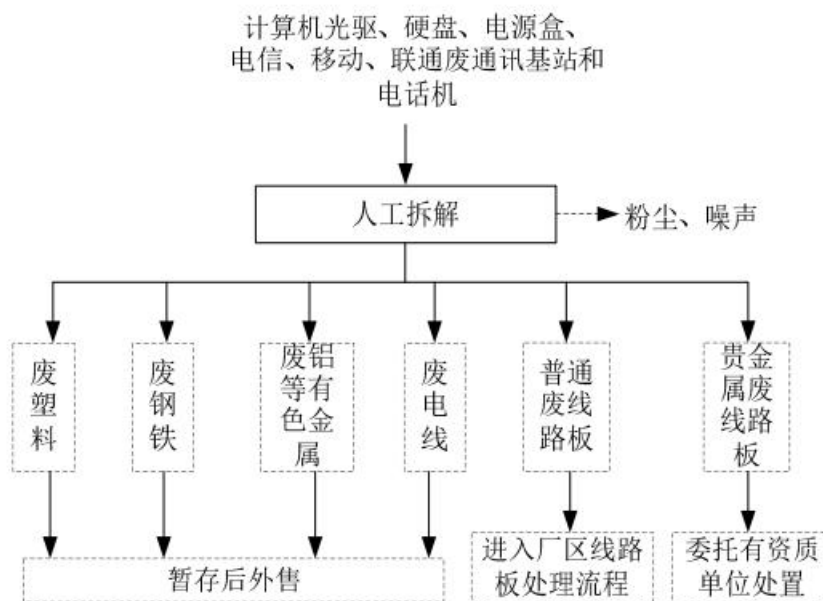 计算机光驱、硬盘、电源盒、
电信、移动、联通废通讯基站和
电话机
人工拆解
粉尘、噪声
废
塑
料
废
钢
铁
废铝
等有
色金
属
废
电
线
普通
废线
路板
贵金
属废
线路
板
暂存后外售
进入厂区线路
板处理流程
委托有资质
单位处置